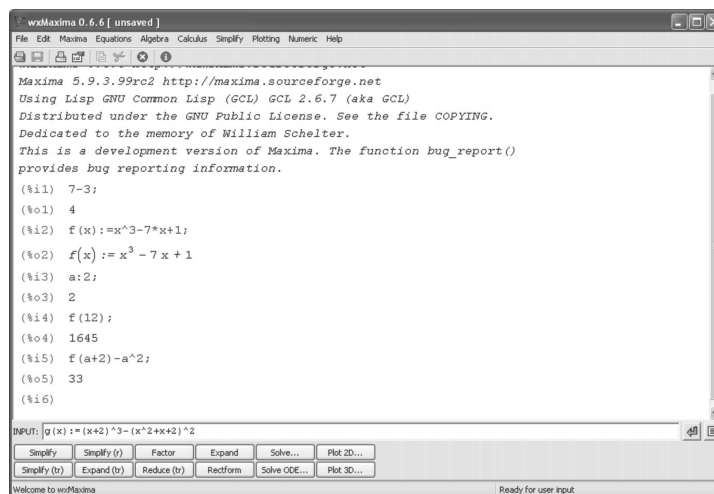 wxMaxima 0.6.6 [ unsaved ]
File Edit Maxima Equations Algebra Calculus Simplify Plotting Numeric Help
Maxima 5.9.3.99rc2 http://maxima.sourceforge.net
Using Lisp GNU Common Lisp (GCL) GCL 2.6.7 (aka GCL)
Distributed under the GNU Public License. See the file COPYING.
Dedicated to the memory of William Schelter.
This is a development version of Maxima. The function bug_report()
provides bug reporting information.
(%i1) 7-3;
(%o1) 4
(%i2) f(x):=x^3-7*x+1;
(%o2) f(x) := x³ − 7 x + 1
(%i3) a:2;
(%o3) 2
(%i4) f(12);
(%o4) 1645
(%i5) f(a+2)-a^2;
(%o5) 33
(%i6)
INPUT: g(x):=(x+2)^3-(x^2+x+2)^2
Simplify Simplify (r) Factor Expand Solve... Plot 2D...
Simplify (tr) Expand (tr) Reduce (tr) Rectform Solve ODE... Plot 3D...
Welcome to wxMaxima Ready for user input